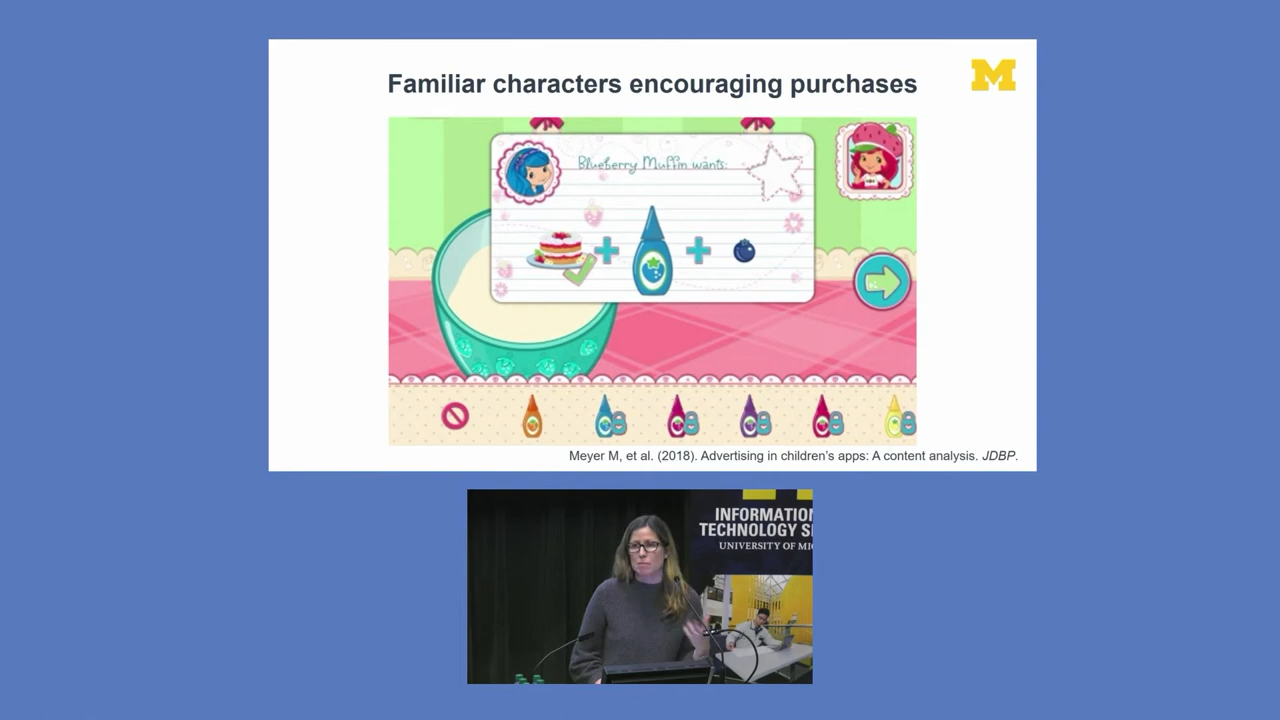 Familiar characters encouraging purchases
M
Blueberry Muffin wants:
Meyer M, et al. (2018). Advertising in children's apps: A content analysis. JDBP.
INFORMATION
TECHNOLOGY S
UNIVERSITY OF MIC